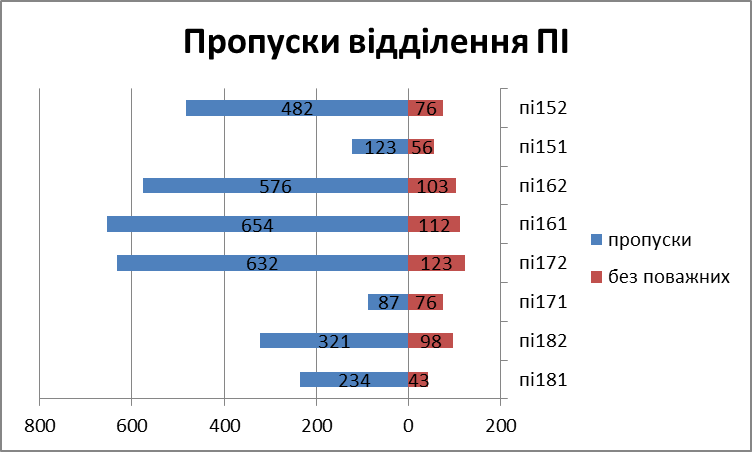 Пропуски відділення ПІ
482 76 пі152
123 56 пі151
576 103 пі162
654 112 пі161
632 123 пі172
87 76 пі171
321 98 пі182
234 43 пі181
800 600 400 200 0 200
пропуски
без поважних